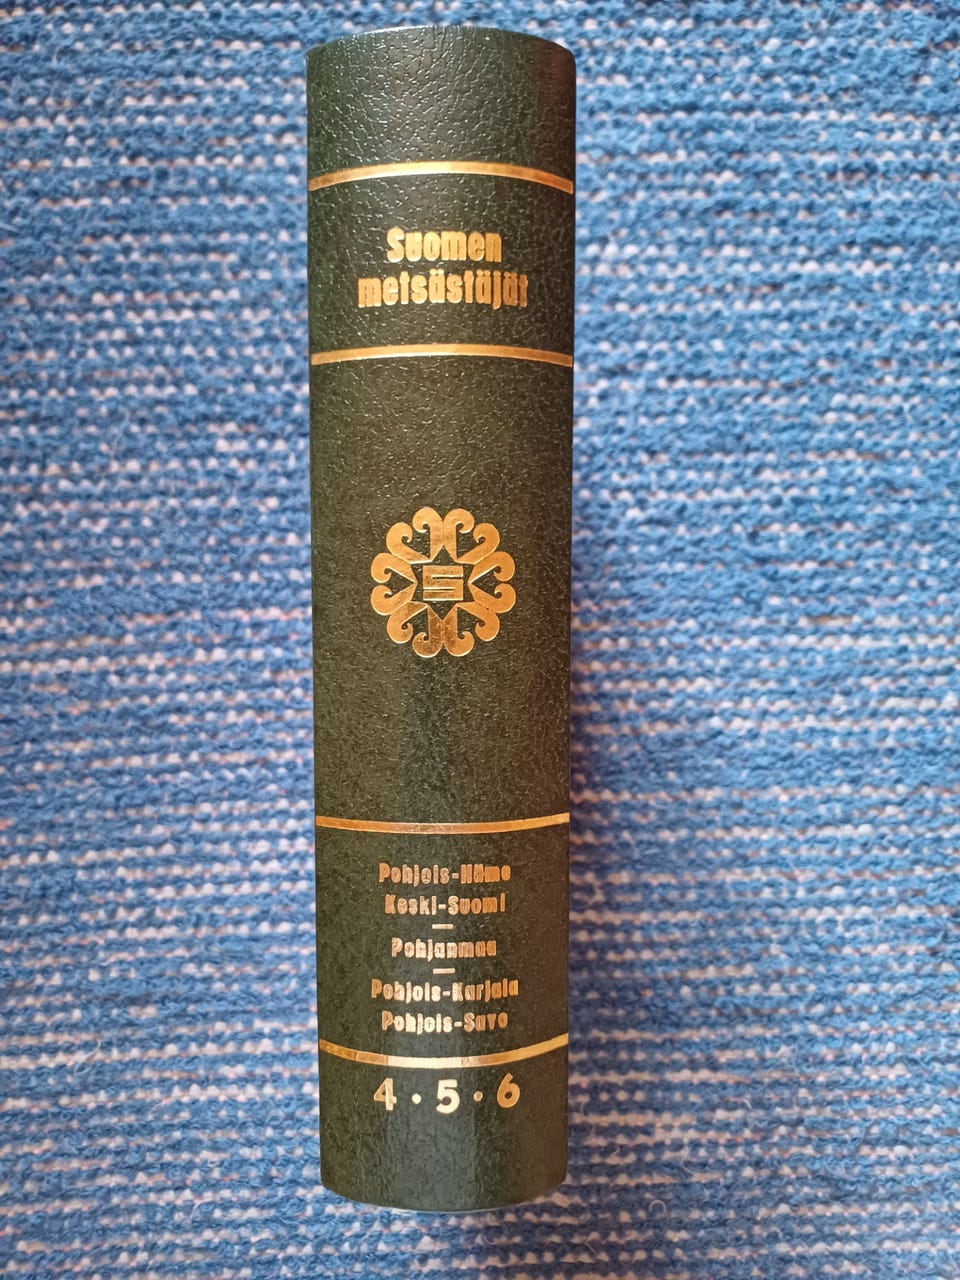 Suomen
metsästäjät
S
Pohjois-Häme
Keski-Suomi
—
Pohjanmaa
—
Pohjois-Karjala
Pohjois-Savo
4 · 5 · 6